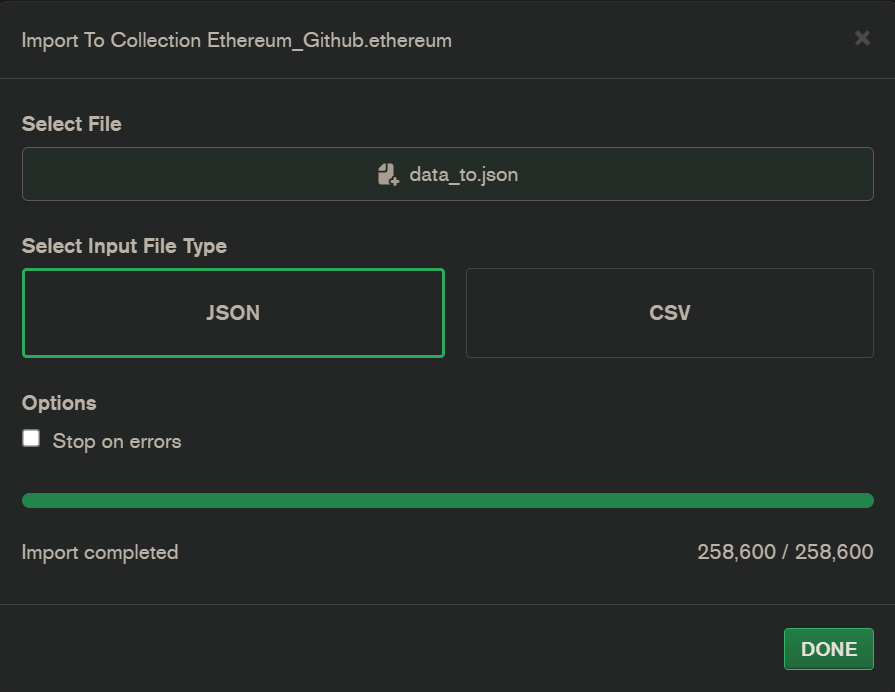 Import To Collection Ethereum_Github.ethereum
Select File
data_to.json
Select Input File Type
JSON
CSV
Options
Stop on errors
Import completed
258,600 / 258,600
DONE